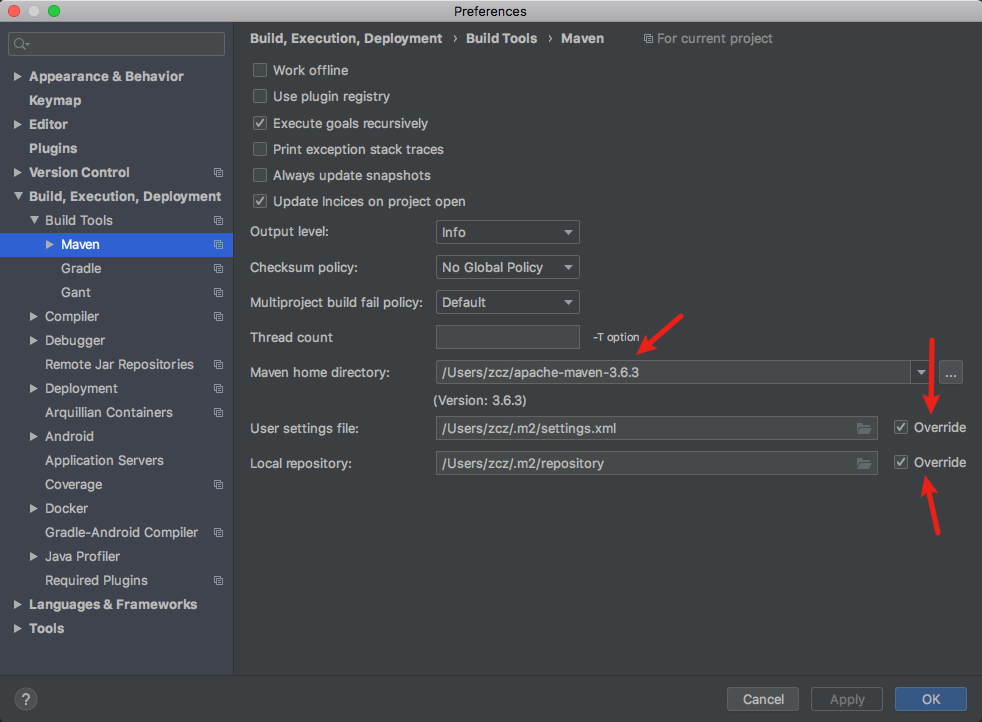 Preferences
Build, Execution, Deployment › Build Tools › Maven For current project
Appearance & Behavior
Keymap
Editor
Plugins
Version Control
Build, Execution, Deployment
Build Tools
Maven
Gradle
Gant
Compiler
Debugger
Remote Jar Repositories
Deployment
Arquillian Containers
Android
Application Servers
Coverage
Docker
Gradle-Android Compiler
Java Profiler
Required Plugins
Languages & Frameworks
Tools
Work offline
Use plugin registry
Execute goals recursively
Print exception stack traces
Always update snapshots
Update Incices on project open
Output level: Info
Checksum policy: No Global Policy
Multiproject build fail policy: Default
Thread count -T option
Maven home directory: /Users/zcz/apache-maven-3.6.3 ...
(Version: 3.6.3)
User settings file: /Users/zcz/.m2/settings.xml Override
Local repository: /Users/zcz/.m2/repository Override
? Cancel Apply OK